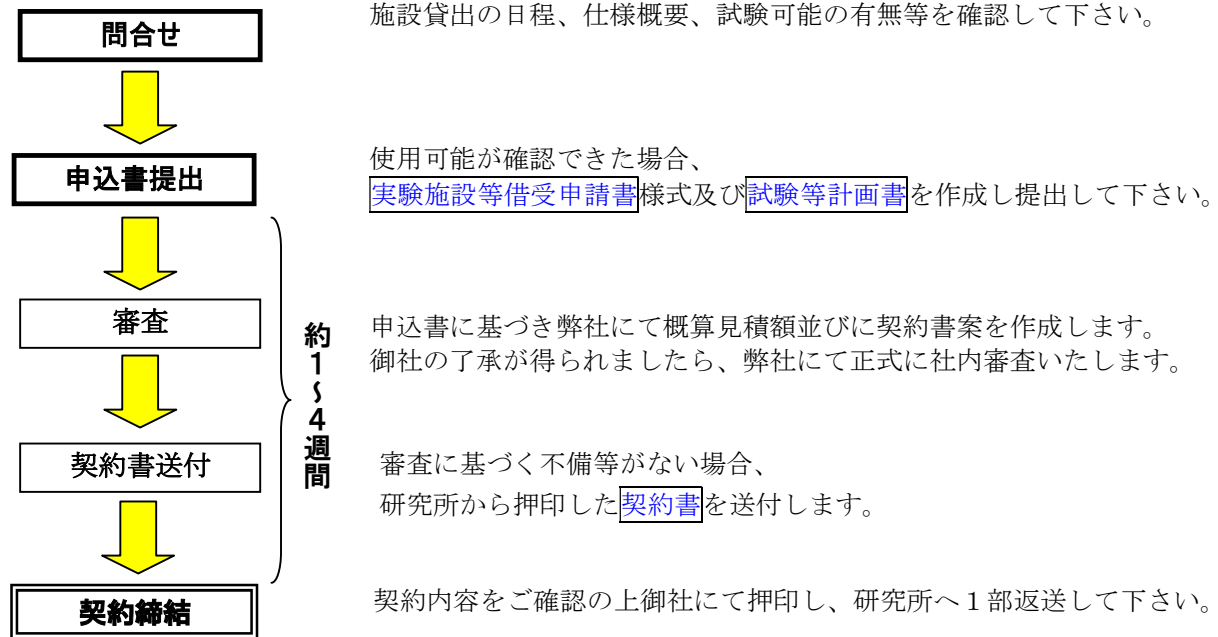 問合せ
施設貸出の日程、仕様概要、試験可能の有無等を確認して下さい。
申込書提出
使用可能が確認できた場合、
実験施設等借受申請書様式及び試験等計画書を作成し提出して下さい。
審査
申込書に基づき弊社にて概算見積額並びに契約書案を作成します。
御社の了承が得られましたら、弊社にて正式に社内審査いたします。
約1~4週間
契約書送付
審査に基づく不備等がない場合、
研究所から押印した契約書を送付します。
契約締結
契約内容をご確認の上御社にて押印し、研究所へ1部返送して下さい。